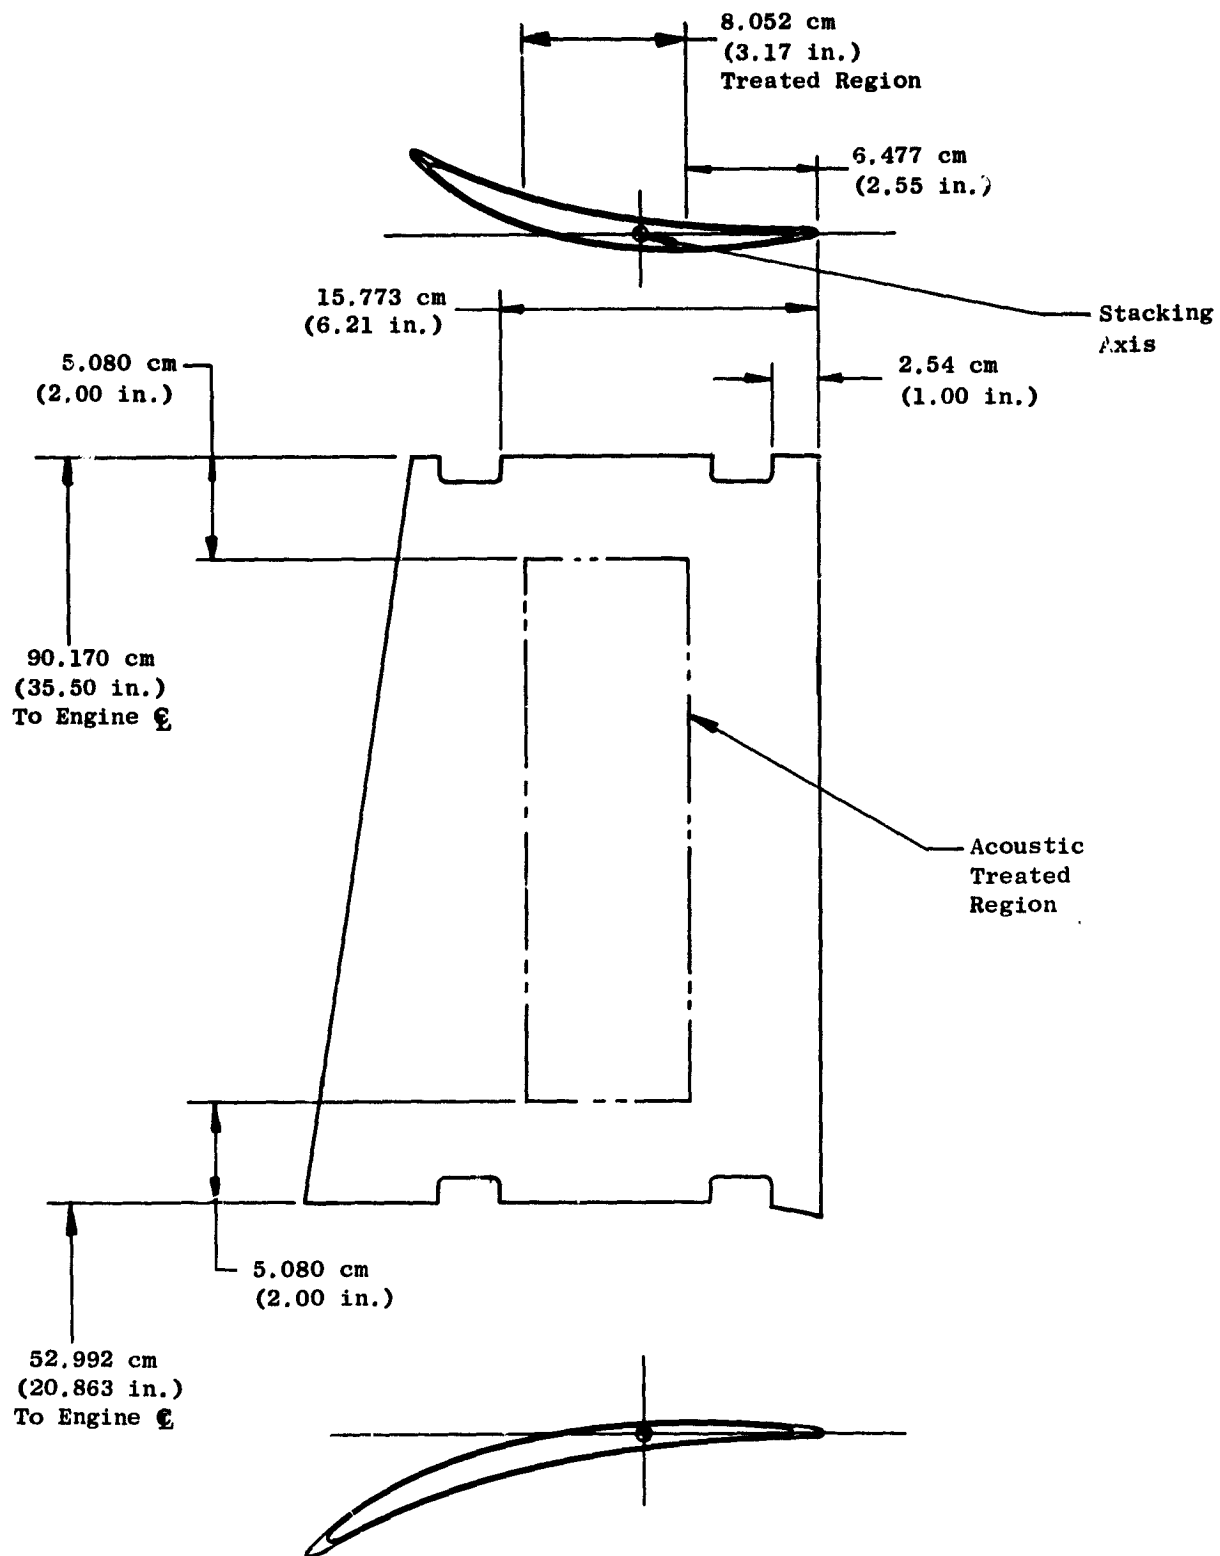 8.052 cm
(3.17 in.)
Treated Region
6.477 cm
(2.55 in.)
15.773 cm
(6.21 in.)
Stacking
Axis
5.080 cm
(2.00 in.)
2.54 cm
(1.00 in.)
90.170 cm
(35.50 in.)
To Engine ℄
Acoustic
Treated
Region
5.080 cm
(2.00 in.)
52.992 cm
(20.863 in.)
To Engine ℄